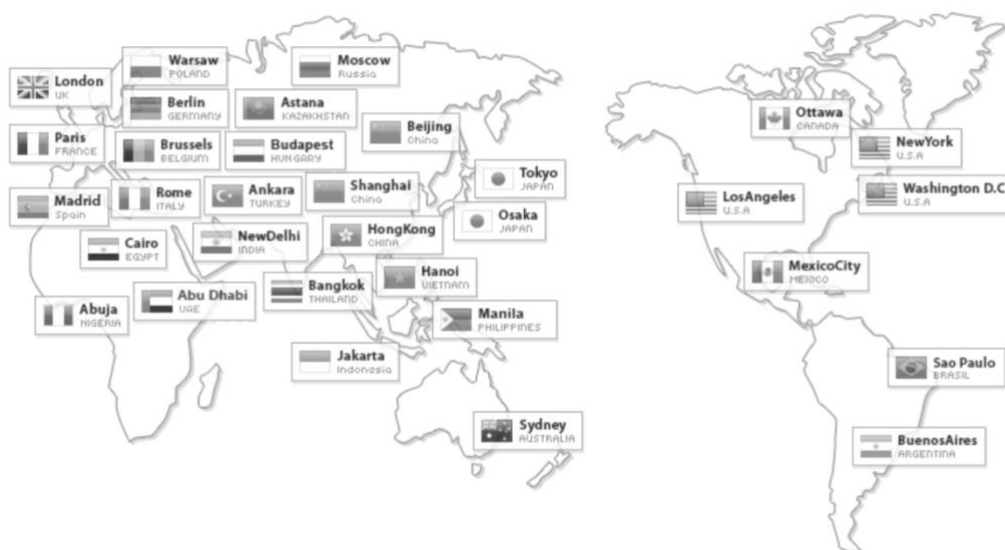 Warsaw
POLAND
Moscow
Russia
London
UK
Berlin
GERMANY
Astana
KAZAKHSTAN
Beijing
China
Paris
FRANCE
Brussels
BELGIUM
Budapest
HUNGARY
Madrid
Spain
Rome
ITALY
Ankara
TURKEY
Shanghai
China
Tokyo
JAPAN
Osaka
JAPAN
Cairo
EGYPT
NewDelhi
INDIA
HongKong
CHINA
Abuja
NIGERIA
Abu Dhabi
UAE
Bangkok
THAILAND
Hanoi
VIETNAM
Manila
PHILIPPINES
Jakarta
Indonesia
Sydney
AUSTRALIA
Ottawa
CANADA
NewYork
U.S.A
LosAngeles
U.S.A
Washington D.C
U.S.A
MexicoCity
MEXICO
Sao Paulo
BRASIL
BuenosAires
ARGENTINA